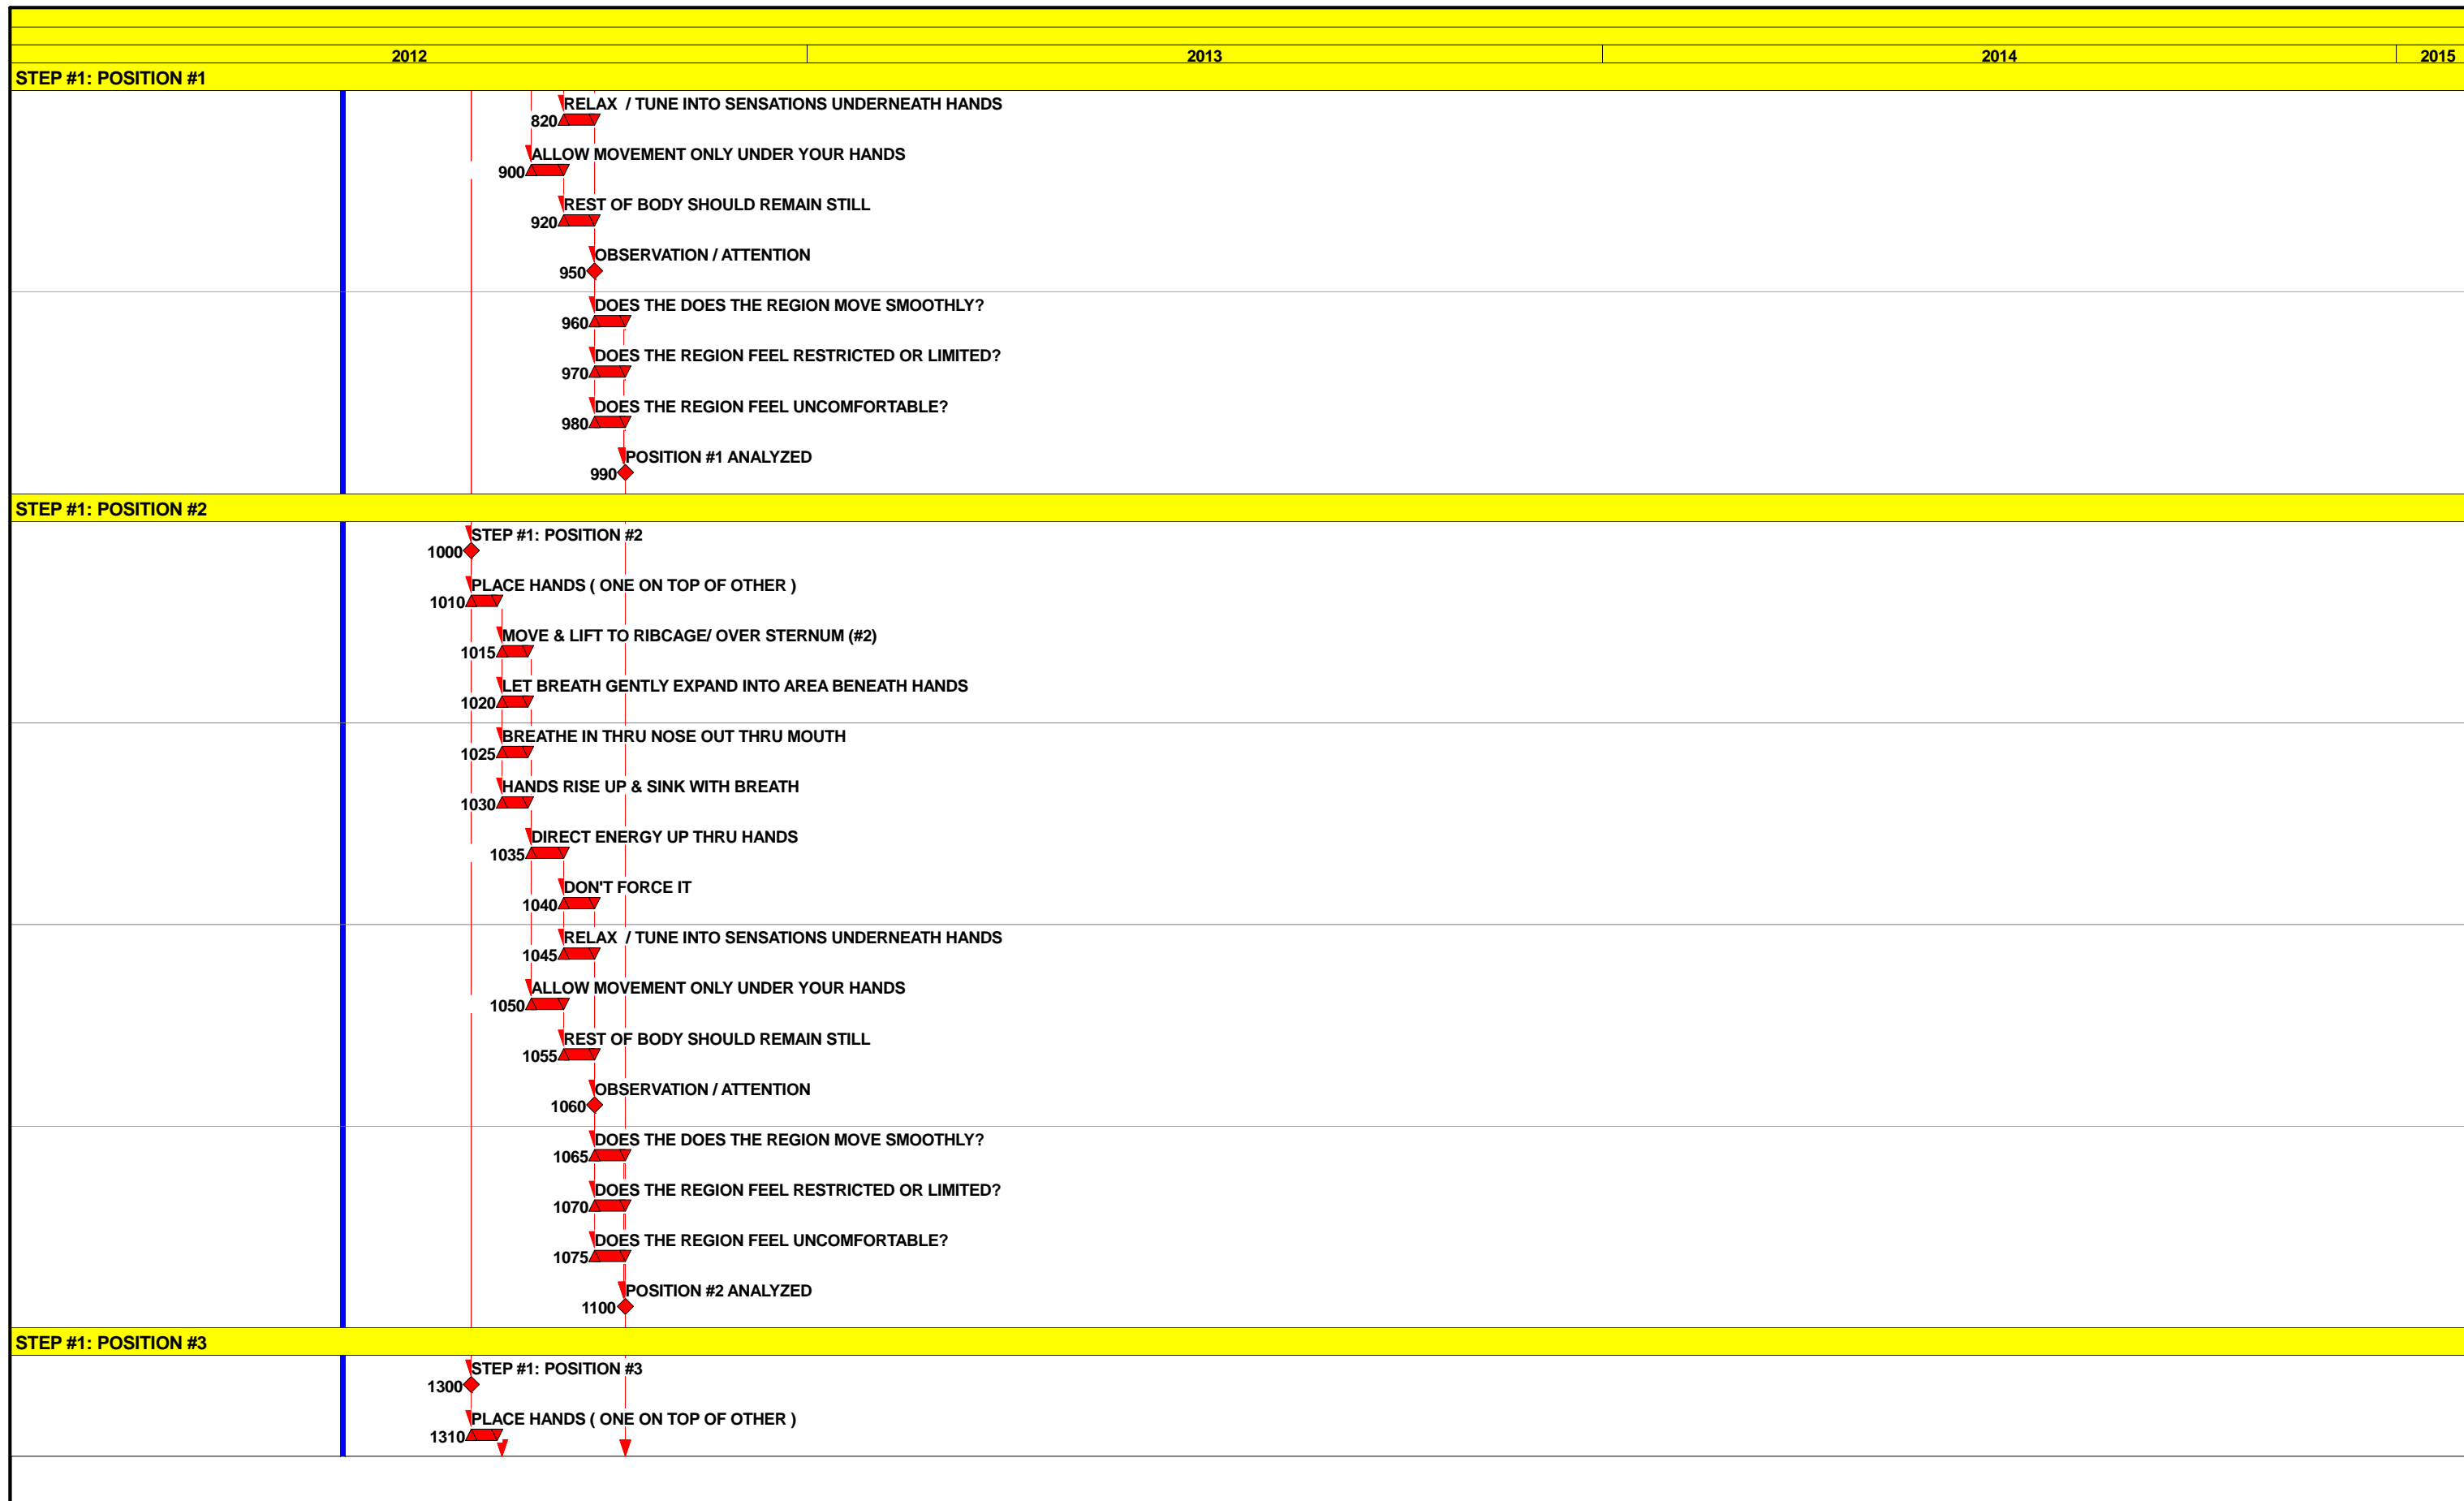 2012 2013 2014 2015
STEP #1: POSITION #1
RELAX / TUNE INTO SENSATIONS UNDERNEATH HANDS
820
ALLOW MOVEMENT ONLY UNDER YOUR HANDS
900
REST OF BODY SHOULD REMAIN STILL
920
OBSERVATION / ATTENTION
950
DOES THE DOES THE REGION MOVE SMOOTHLY?
960
DOES THE REGION FEEL RESTRICTED OR LIMITED?
970
DOES THE REGION FEEL UNCOMFORTABLE?
980
POSITION #1 ANALYZED
990
STEP #1: POSITION #2
STEP #1: POSITION #2
1000
PLACE HANDS ( ONE ON TOP OF OTHER )
1010
MOVE & LIFT TO RIBCAGE/ OVER STERNUM (#2)
1015
LET BREATH GENTLY EXPAND INTO AREA BENEATH HANDS
1020
BREATHE IN THRU NOSE OUT THRU MOUTH
1025
HANDS RISE UP & SINK WITH BREATH
1030
DIRECT ENERGY UP THRU HANDS
1035
DON'T FORCE IT
1040
RELAX / TUNE INTO SENSATIONS UNDERNEATH HANDS
1045
ALLOW MOVEMENT ONLY UNDER YOUR HANDS
1050
REST OF BODY SHOULD REMAIN STILL
1055
OBSERVATION / ATTENTION
1060
DOES THE DOES THE REGION MOVE SMOOTHLY?
1065
DOES THE REGION FEEL RESTRICTED OR LIMITED?
1070
DOES THE REGION FEEL UNCOMFORTABLE?
1075
POSITION #2 ANALYZED
1100
STEP #1: POSITION #3
STEP #1: POSITION #3
1300
PLACE HANDS ( ONE ON TOP OF OTHER )
1310